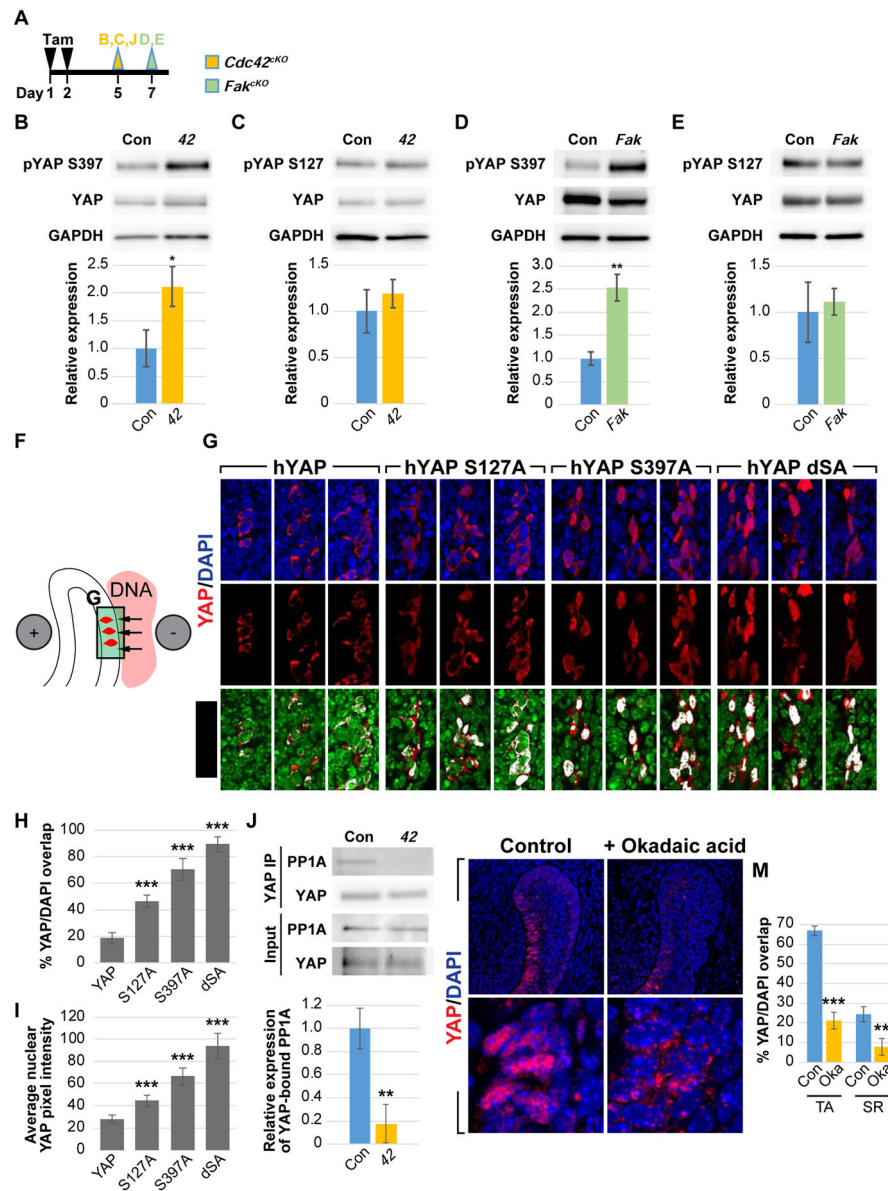 A
Tam
B,C,J D,E
Day 1 2 5 7
Cdc42cKO
FakcKO
B
Con 42
pYAP S397
YAP
GAPDH
Relative expression
2.5
2.0
1.5
1.0
0.5
0.0
*
Con 42
C
Con 42
pYAP S127
YAP
GAPDH
Relative expression
1.5
1.0
0.5
0.0
Con 42
D
Con Fak
pYAP S397
YAP
GAPDH
Relative expression
3.0
2.5
2.0
1.5
1.0
0.5
0.0
**
Con Fak
E
Con Fak
pYAP S127
YAP
GAPDH
Relative expression
1.5
1.0
0.5
0.0
Con Fak
F
G
DNA
+
-
G
hYAP hYAP S127A hYAP S397A hYAP dSA
YAP/DAPI
H
% YAP/DAPI overlap
100
80
60
40
20
0
*** *** ***
YAP S127A S397A dSA
I
Average nuclear
YAP pixel intensity
120
100
80
60
40
20
0
*** *** ***
YAP S127A S397A dSA
J
Con 42
YAP IP
PP1A
YAP
Input
PP1A
YAP
Relative expression
of YAP-bound PP1A
1.2
1.0
0.8
0.6
0.4
0.2
0
**
Con 42
Control + Okadaic acid
YAP/DAPI
M
% YAP/DAPI overlap
70
60
50
40
30
20
10
0
***
Con Oka Con Oka
TA SR